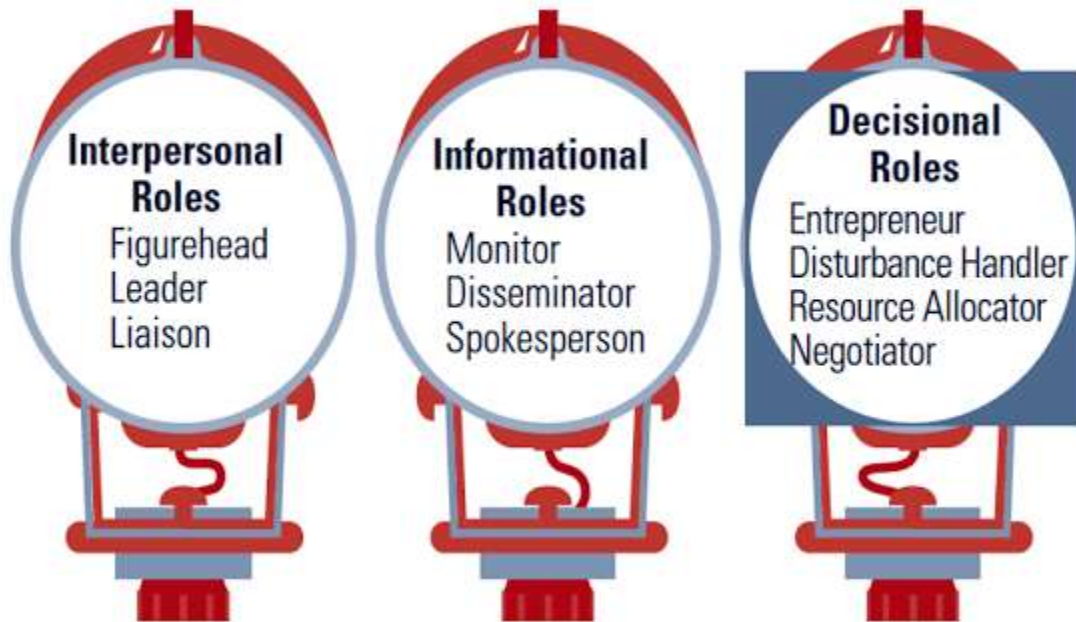 Interpersonal
Roles
Figurehead
Leader
Liaison
Informational
Roles
Monitor
Disseminator
Spokesperson
Decisional
Roles
Entrepreneur
Disturbance Handler
Resource Allocator
Negotiator